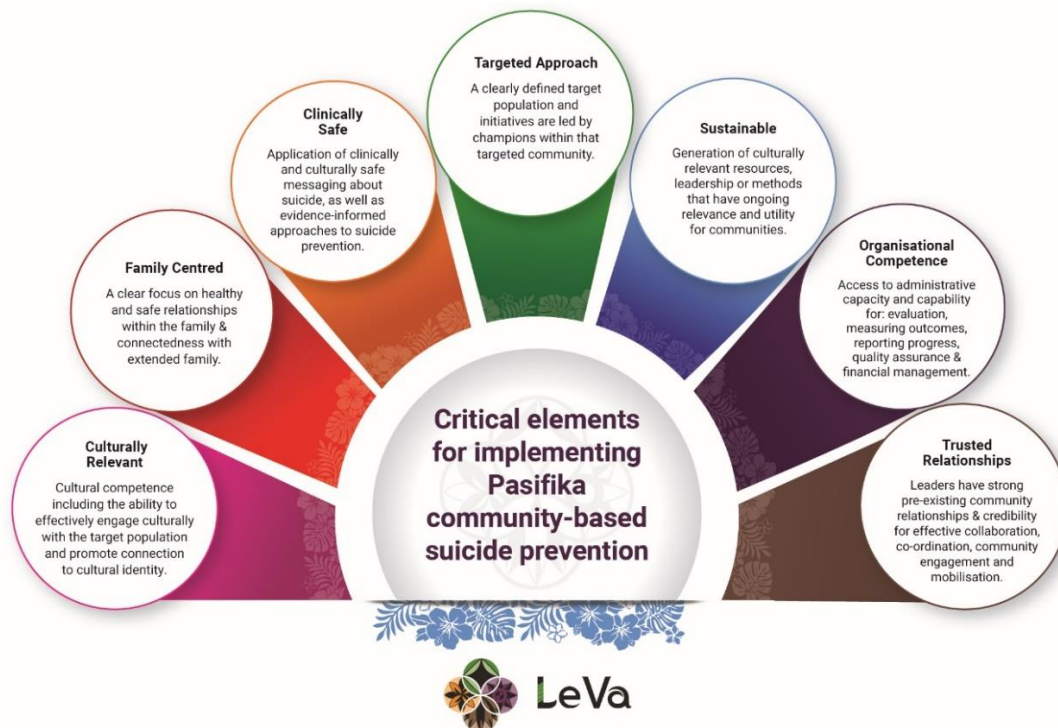 Targeted Approach
A clearly defined target
population and
initiatives are led by
champions within that
targeted community.
Clinically
Safe
Application of clinically
and culturally safe
messaging about
suicide, as well as
evidence-informed
approaches to suicide
prevention.
Sustainable
Generation of culturally
relevant resources,
leadership or methods
that have ongoing
relevance and utility
for communities.
Family Centred
A clear focus on healthy
and safe relationships
within the family &
connectedness with
extended family.
Organisational
Competence
Access to administrative
capacity and capability
for: evaluation,
measuring outcomes,
reporting progress,
quality assurance &
financial management.
Culturally
Relevant
Cultural competence
including the ability to
effectively engage culturally
with the target population
and promote connection
to cultural identity.
Critical elements
for implementing
Pasifika
community-based
suicide prevention
Trusted
Relationships
Leaders have strong
pre-existing community
relationships & credibility
for effective collaboration,
co-ordination, community
engagement and
mobilisation.
LeVa